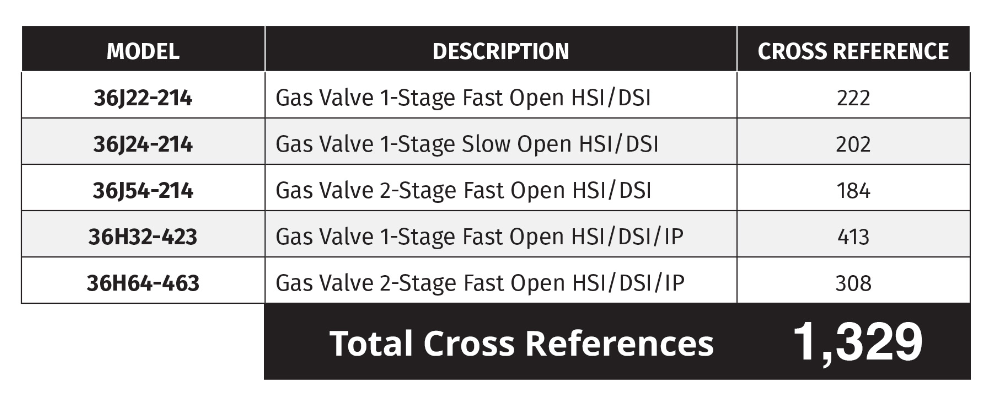 MODEL DESCRIPTION CROSS REFERENCE
36J22-214 Gas Valve 1-Stage Fast Open HSI/DSI 222
36J24-214 Gas Valve 1-Stage Slow Open HSI/DSI 202
36J54-214 Gas Valve 2-Stage Fast Open HSI/DSI 184
36H32-423 Gas Valve 1-Stage Fast Open HSI/DSI/IP 413
36H64-463 Gas Valve 2-Stage Fast Open HSI/DSI/IP 308
Total Cross References 1,329